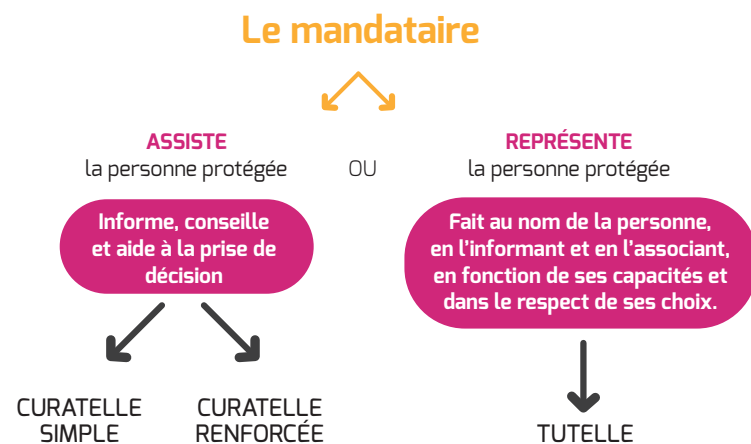 Le mandataire
ASSISTE
la personne protégée
OU
REPRÉSENTE
la personne protégée
Informe, conseille
et aide à la prise de
décision
Fait au nom de la personne,
en l'informant et en l'associant,
en fonction de ses capacités et
dans le respect de ses choix.
CURATELLE
SIMPLE
CURATELLE
RENFORCÉE
TUTELLE